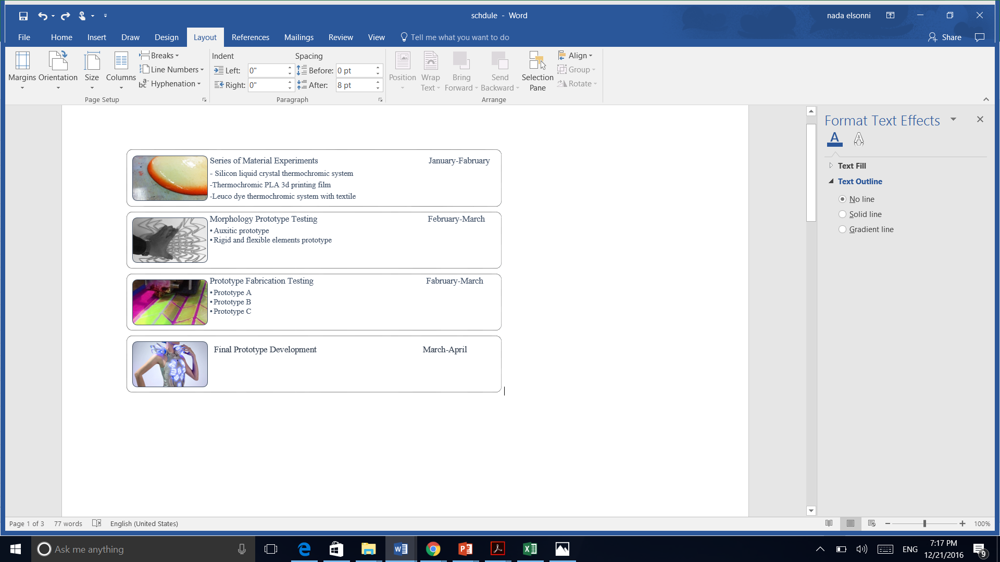 schdule - Word
nada elsonni
File Home Insert Draw Design Layout References Mailings Review View Tell me what you want to do
Share
Margins Orientation Size Columns
Breaks
Line Numbers
Hyphenation
Page Setup
Indent Spacing
Left: 0" Before: 0 pt
Right: 0" After: 8 pt
Paragraph
Position Wrap Text Bring Forward Send Backward Selection Pane
Align
Group
Rotate
Arrange
Series of Material Experiments January-Fabruary
- Silicon liquid crystal thermochromic system
-Thermochromic PLA 3d printing film
-Leuco dye thermochromic system with textile
Morphology Prototype Testing February-March
• Auxitic prototype
• Rigid and flexible elements prototype
Prototype Fabrication Testing Fabruary-March
• Prototype A
• Prototype B
• Prototype C
Final Prototype Development March-April
Format Text Effects
Text Fill
Text Outline
No line
Solid line
Gradient line
Page 1 of 3 77 words English (United States) 100%
Ask me anything
ENG
7:17 PM
12/21/2016
9